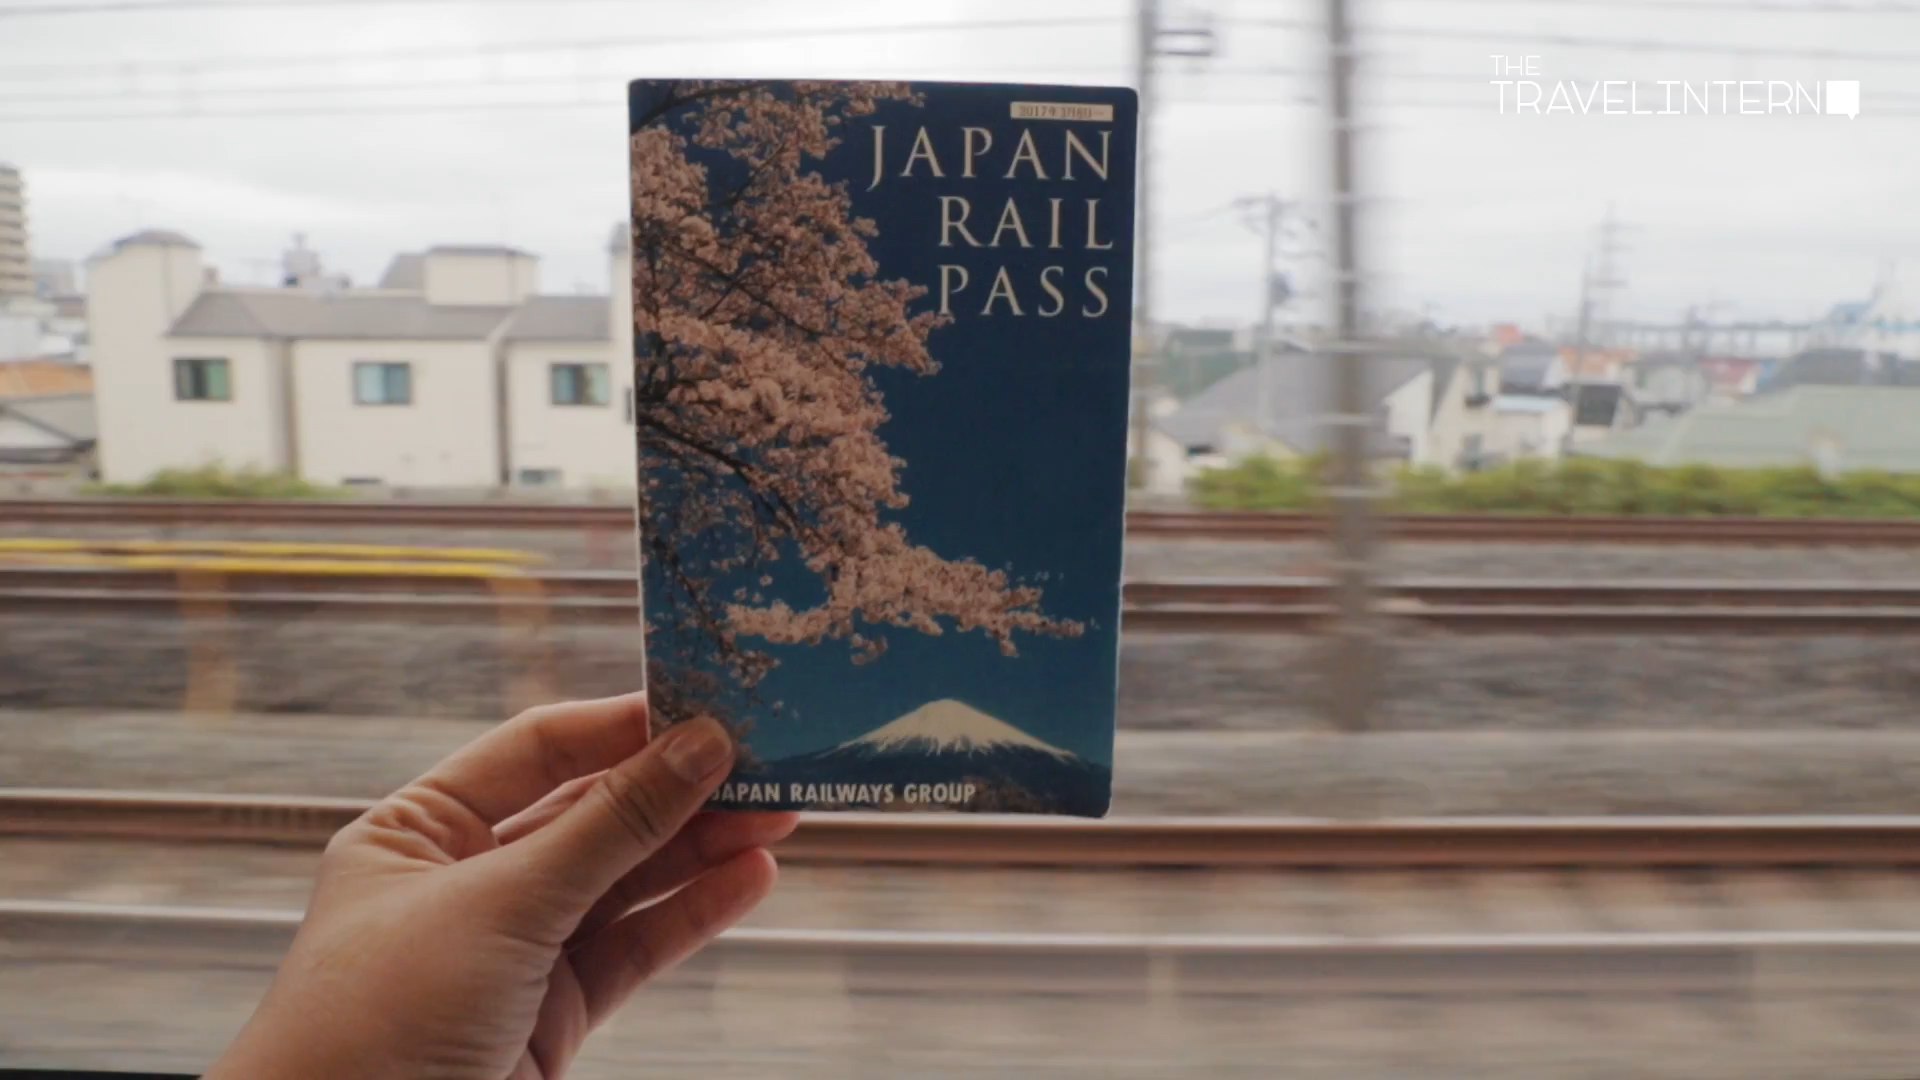 THE
TRAVELINTERN
JAPAN
RAIL
PASS
JAPAN RAILWAYS GROUP